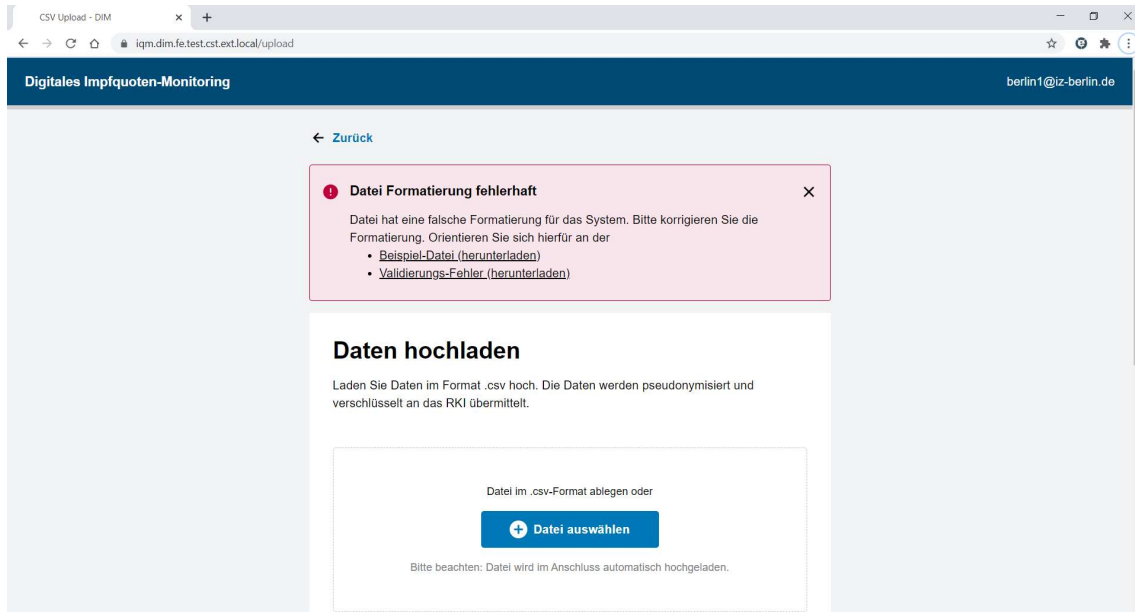 CSV Upload - DIM
iqm.dim.fe.test.cst.ext.local/upload
Digitales Impfquoten-Monitoring
berlin1@iz-berlin.de
Zurück
Datei Formatierung fehlerhaft
Datei hat eine falsche Formatierung für das System. Bitte korrigieren Sie die
Formatierung. Orientieren Sie sich hierfür an der
• Beispiel-Datei (herunterladen)
• Validierungs-Fehler (herunterladen)
Daten hochladen
Laden Sie Daten im Format .csv hoch. Die Daten werden pseudonymisiert und
verschlüsselt an das RKI übermittelt.
Datei im .csv-Format ablegen oder
Datei auswählen
Bitte beachten: Datei wird im Anschluss automatisch hochgeladen.